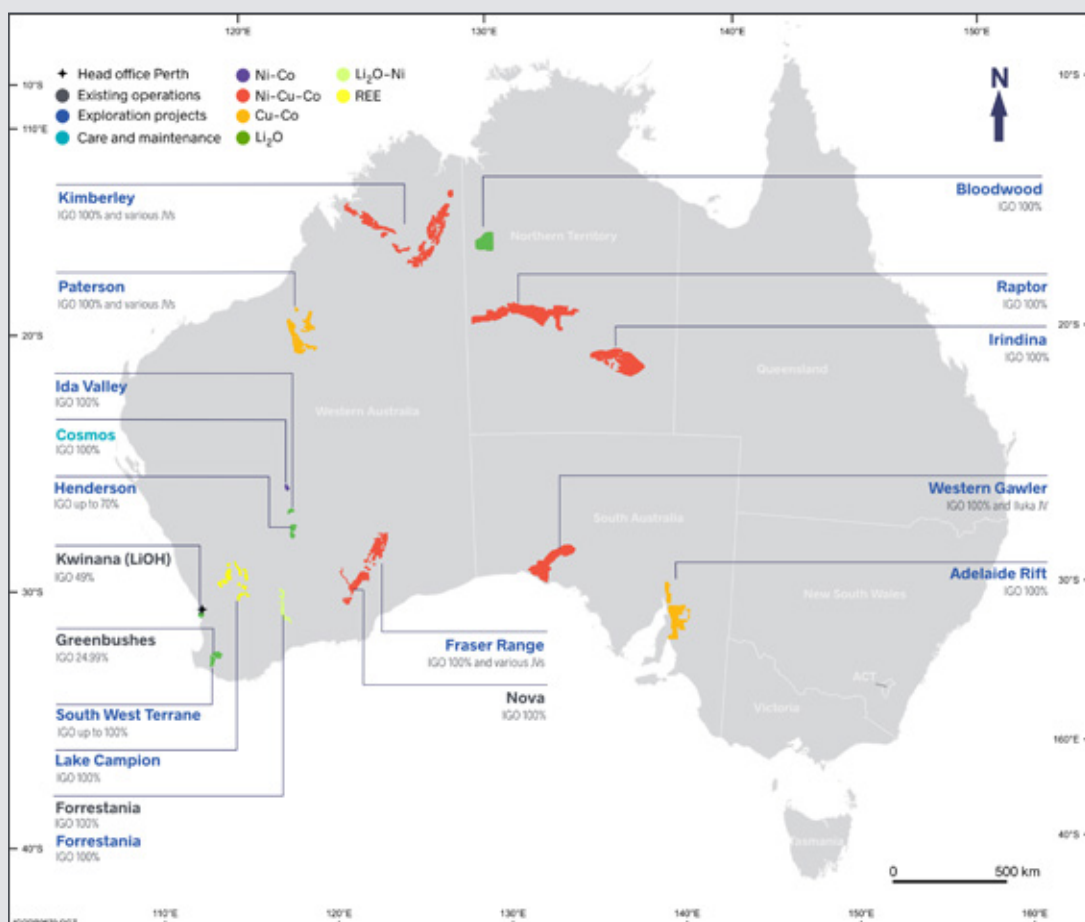 120°E
130°E
140°E
150°E
10°S
110°E
20°S
30°S
40°S
Head office Perth
Existing operations
Exploration projects
Care and maintenance
Ni-Co
Ni-Cu-Co
Cu-Co
Li₂O
Li₂O-Ni
REE
N
10°S
20°S
30°S
160°E
40°S
Kimberley
IGO 100% and various JVs
Paterson
IGO 100% and various JVs
Ida Valley
IGO 100%
Cosmos
IGO 100%
Henderson
IGO up to 70%
Kwinana (LiOH)
IGO 49%
Greenbushes
IGO 24.99%
South West Terrane
IGO up to 100%
Lake Campion
IGO 100%
Forrestania
IGO 100%
Forrestania
IGO 100%
Bloodwood
IGO 100%
Raptor
IGO 100%
Irindina
IGO 100%
Western Gawler
IGO 100% and Iluka JV
Adelaide Rift
IGO 100%
Fraser Range
IGO 100% and various JVs
Nova
IGO 100%
Northern Territory
Queensland
Western Australia
South Australia
New South Wales
ACT
Victoria
Tasmania
0 500 km
110°E
120°E
130°E
140°E
150°E